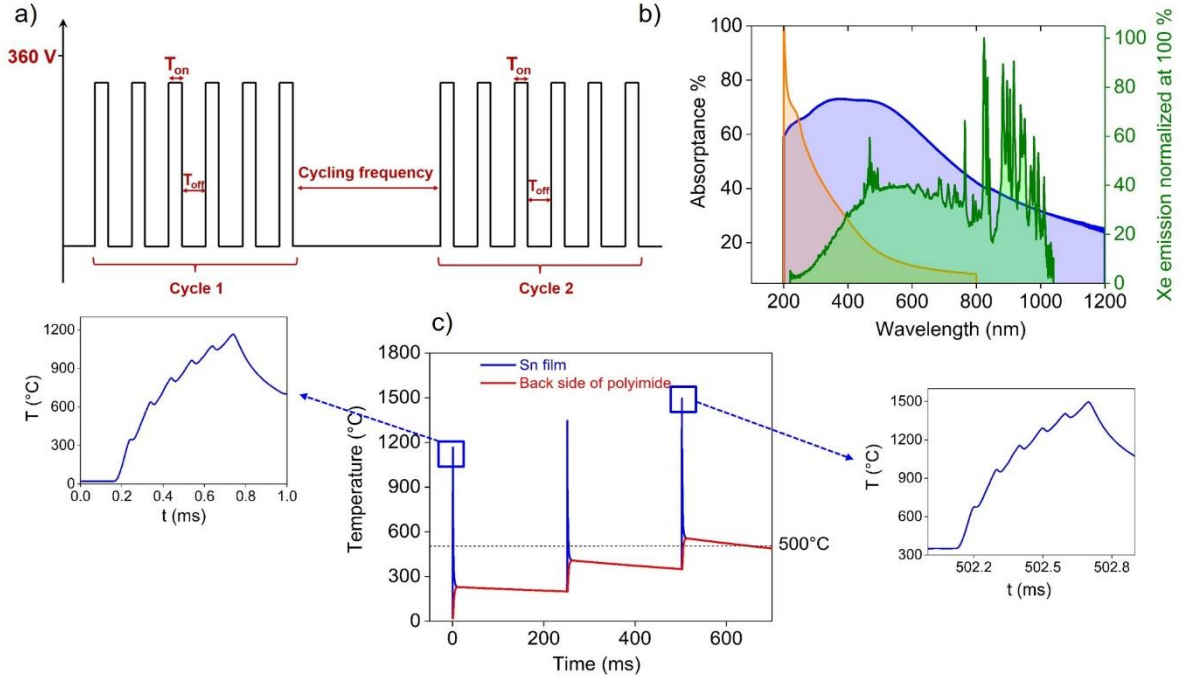 a)
360 V
T_on
T_off
Cycling frequency
T_on
T_off
Cycle 1
Cycle 2
b)
Absorptance %
100
80
60
40
20
200
400
600
800
1000
1200
Wavelength (nm)
Xe emission normalized at 100 %
100
80
60
40
20
0
T (°C)
1200
900
600
300
0
0.0
0.2
0.4
0.6
0.8
1.0
t (ms)
c)
Temperature (°C)
1800
1500
1200
900
600
300
0
Sn film
Back side of polyimide
500°C
0
200
400
600
Time (ms)
T (°C)
1500
1200
900
600
300
502.2
502.5
502.8
t (ms)